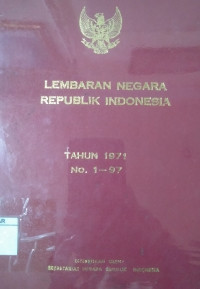 LEMBARAN NEGARA
REPUBLIK INDONESIA
TAHUN 1971
No. 1-97
SEKRETARIAT NEGARA REPUBLIK INDONESIA